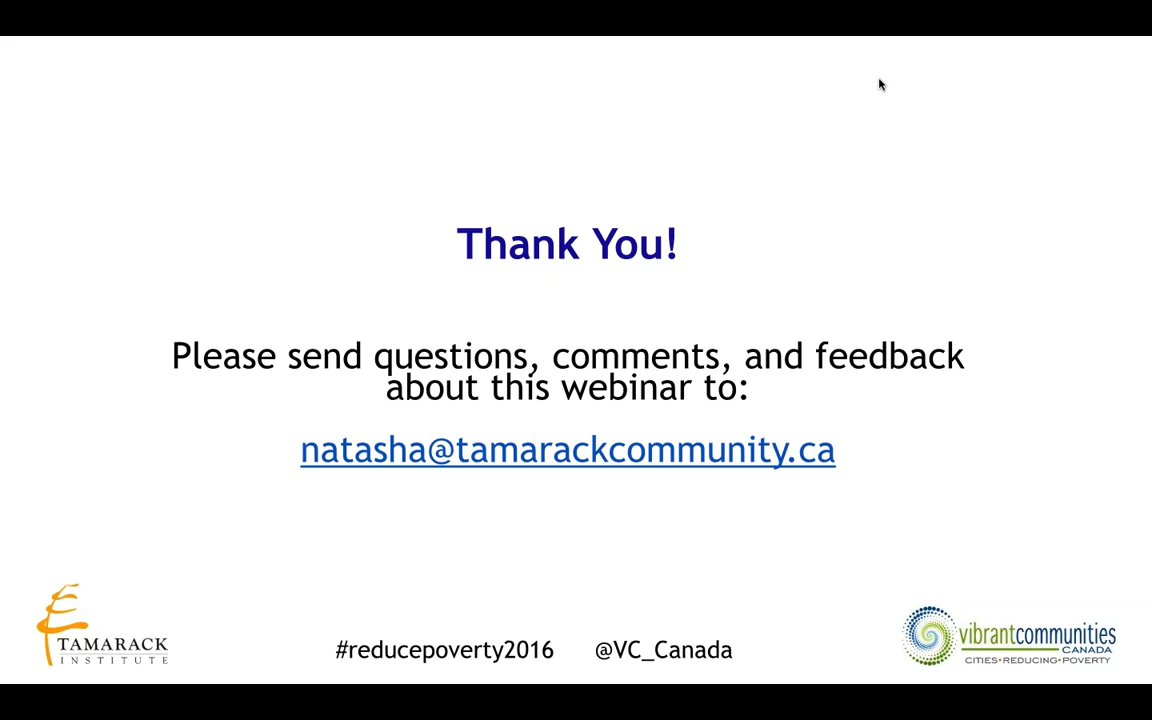 Thank You!
Please send questions, comments, and feedback
about this webinar to:
natasha@tamarackcommunity.ca
TAMARACK
INSTITUTE
#reducepoverty2016 @VC_Canada
vibrantcommunities
CANADA
CITIES•REDUCING•POVERTY